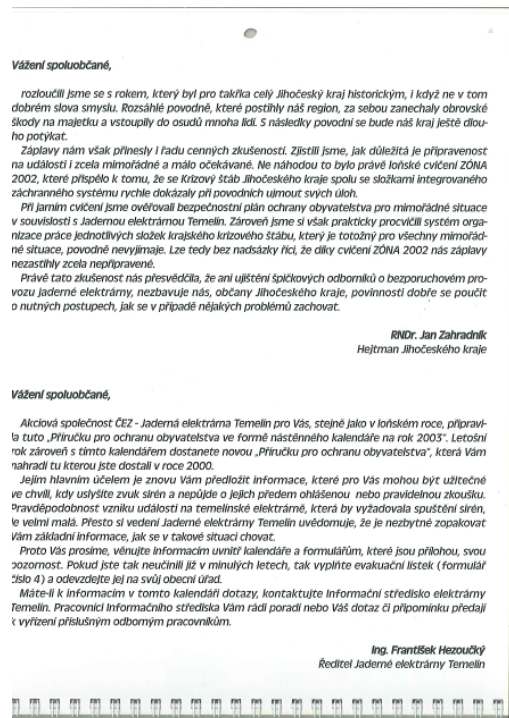 Vážení spoluobčané,
rozloučili jsme se s rokem, který byl pro takřka celý Jihočeský kraj historickým, i když ne v tom
dobrém slova smyslu. Rozsáhlé povodně, které postihly náš region, za sebou zanechaly obrovské
škody na majetku a vstoupily do osudů mnoha lidí. S následky povodní se bude náš kraj ještě dlou-
ho potýkat.
Záplavy nám však přinesly i řadu cenných zkušeností. Zjistili jsme, jak důležitá je připravenost
na události i zcela mimořádné a málo očekávané. Ne náhodou to bylo právě loňské cvičení ZÓNA
2002, které přispělo k tomu, že se Krizový štáb Jihočeského kraje spolu se složkami integrovaného
záchranného systému rychle dokázaly při povodních ujmout svých úloh.
Při jarním cvičení jsme ověřovali bezpečnostní plán ochrany obyvatelstva pro mimořádné situace
v souvislosti s Jadernou elektrárnou Temelín. Zároveň jsme si však prakticky procvičili systém orga-
nizace práce jednotlivých složek krajského krizového štábu, který je totožný pro všechny mimořád-
né situace, povodně nevyjímaje. Lze tedy bez nadsázky říci, že díky cvičení ZÓNA 2002 nás záplavy
nezastihly zcela nepřipravené.
Právě tato zkušenost nás přesvědčila, že ani ujištění špičkových odborníků o bezporuchovém pro-
vozu jaderné elektrárny, nezbavuje nás, občany Jihočeského kraje, povinnosti dobře se poučit
o nutných postupech, jak se v případě nějakých problémů zachovat.
RNDr. Jan Zahradník
Hejtman Jihočeského kraje
Vážení spoluobčané,
Akciová společnost ČEZ - Jaderná elektrárna Temelín pro Vás, stejně jako v loňském roce, připravi-
la tuto „Příručku pro ochranu obyvatelstva ve formě nástěnného kalendáře na rok 2003". Letošní
rok zároveň s tímto kalendářem dostanete novou „Příručku pro ochranu obyvatelstva", která Vám
nahradí tu kterou jste dostali v roce 2000.
Jejím hlavním účelem je znovu Vám předložit informace, které pro Vás mohou být užitečné
ve chvíli, kdy uslyšíte zvuk sirén a nepůjde o jejich předem ohlášenou nebo pravidelnou zkoušku.
Pravděpodobnost vzniku události na temelínské elektrárně, která by vyžadovala spuštění sirén,
je velmi malá. Přesto si vedení Jaderné elektrárny Temelín uvědomuje, že je nezbytné zopakovat
Vám základní informace, jak se v takové situaci chovat.
Proto Vás prosíme, věnujte informacím uvnitř kalendáře a formulářům, které jsou přílohou, svou
pozornost. Pokud jste tak neučinili již v minulých letech, tak vyplňte evakuační lístek (formulář
číslo 4) a odevzdejte jej na svůj obecní úřad.
Máte-li k informacím v tomto kalendáři dotazy, kontaktujte Informační středisko elektrárny
Temelín. Pracovníci Informačního střediska Vám rádi poradí nebo Váš dotaz či připomínku předají
k vyřízení příslušným odborným pracovníkům.
Ing. František Hezoučký
Ředitel Jaderné elektrárny Temelín